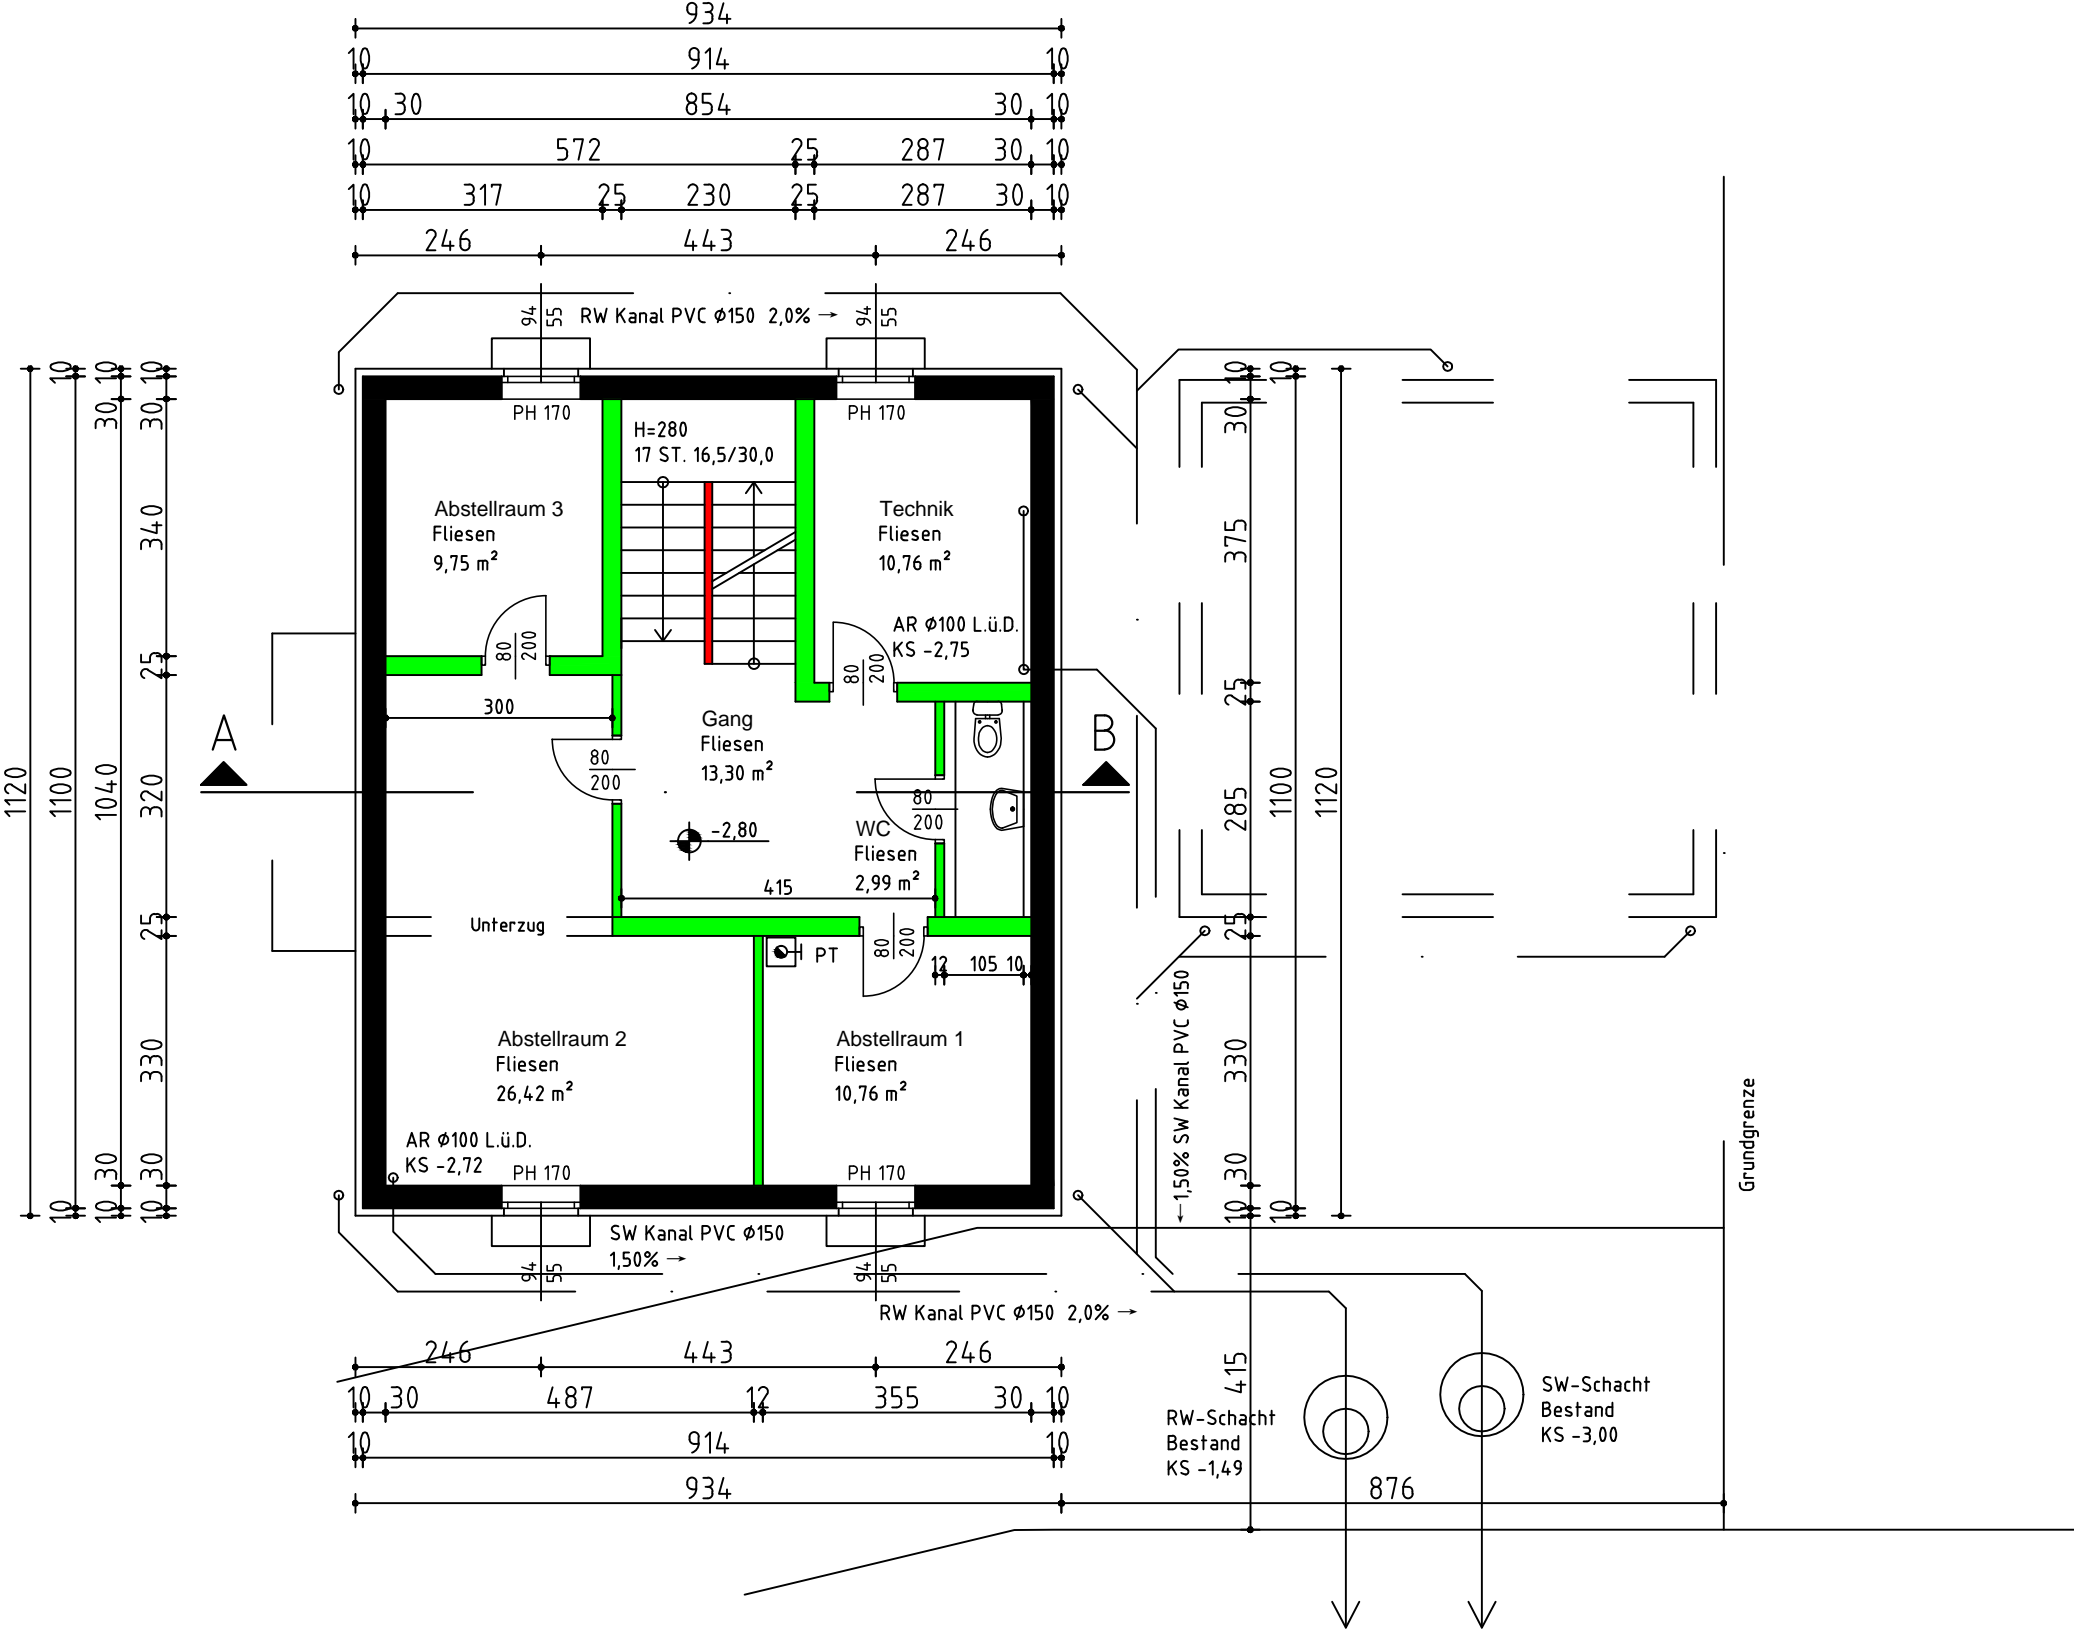 934
10 914 10
10 30 854 30 10
10 572 25 287 30 10
10 317 25 230 25 287 30 10
246 443 246
94
55
RW Kanal PVC Ø150 2,0% →
94
55
PH 170
PH 170
H=280
17 ST. 16,5/30,0
Abstellraum 3
Fliesen
9,75 m²
Technik
Fliesen
10,76 m²
AR Ø100 L.ü.D.
KS -2,75
80
200
80
200
300
Gang
Fliesen
13,30 m²
80
200
80
200
A
B
-2,80
WC
Fliesen
2,99 m²
415
Unterzug
PT
80
200
12 105 10
Abstellraum 2
Fliesen
26,42 m²
Abstellraum 1
Fliesen
10,76 m²
AR Ø100 L.ü.D.
KS -2,72
PH 170
PH 170
SW Kanal PVC Ø150
1,50% →
94
55
94
55
RW Kanal PVC Ø150 2,0% →
1120
10 1100 10
10 30 1040 30 10
10 30 340 25 320 25 330 30 10
10 30 375 25 285 25 330 30 10 415
10 1100 10
1120
← 1,50% SW Kanal PVC Ø150
Grundgrenze
246 443 246
10 30 487 12 355 30 10
10 914 10
934 876
RW-Schacht
Bestand
KS -1,49
SW-Schacht
Bestand
KS -3,00